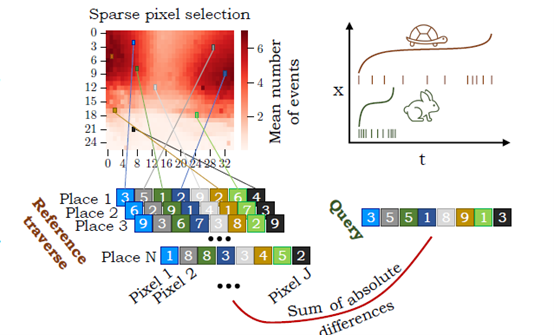 Sparse pixel selection
0
3
6
9
12
15
18
21
24
0 4 8 12 16 20 24 28 32
6
4
2
Mean number
of events
x
t
Place 1 3 5 1 2 9 2 6 4
Place 2 6 2 9 1 4 1 7 3
Place 3 9 3 6 7 3 8 2 9
Place N 1 8 8 3 3 4 5 2
Reference
traverse
Pixel 1
Pixel 2
Pixel J
Query
3 5 5 1 8 9 1 3
Sum of absolute
differences